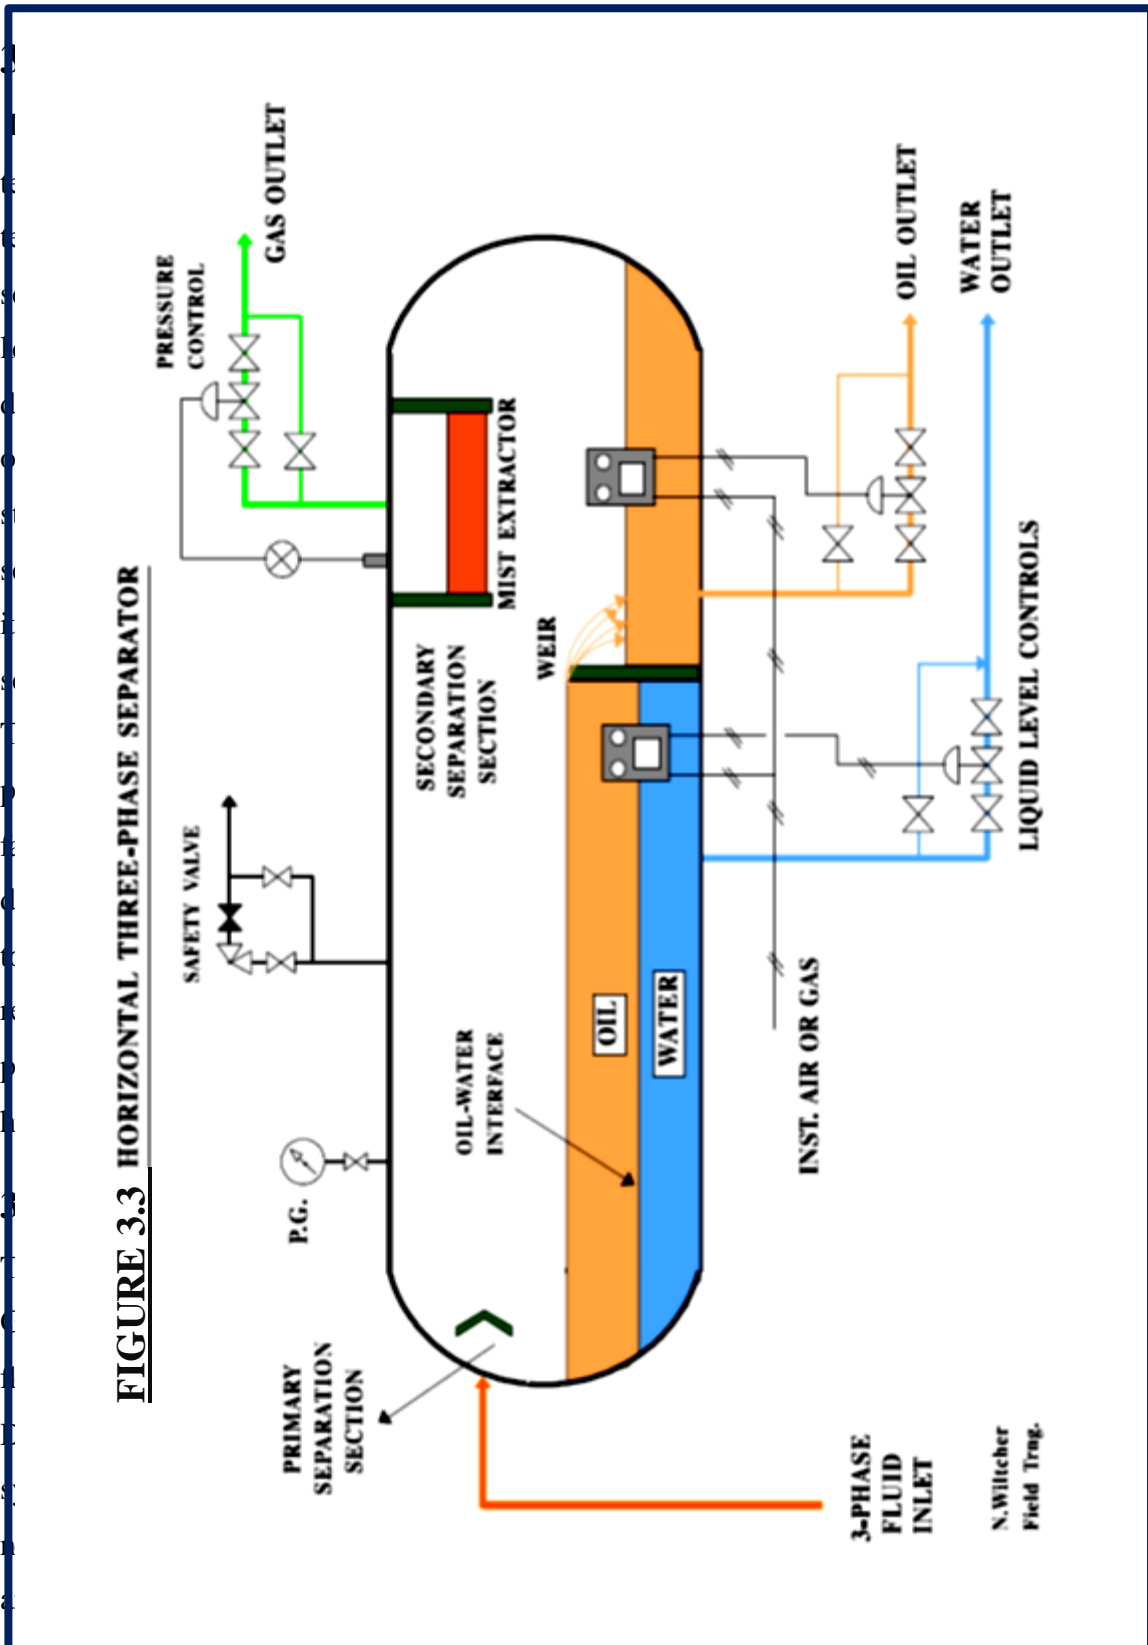 FIGURE 3.3 HORIZONTAL THREE-PHASE SEPARATOR
PRESSURE
CONTROL
GAS OUTLET
SAFETY VALVE
P.G.
PRIMARY
SEPARATION
SECTION
SECONDARY
SEPARATION
SECTION
MIST EXTRACTOR
WEIR
OIL-WATER
INTERFACE
OIL
WATER
INST. AIR OR GAS
OIL OUTLET
WATER
OUTLET
LIQUID LEVEL CONTROLS
3-PHASE
FLUID
INLET
N.Wiltcher
Field Trng.